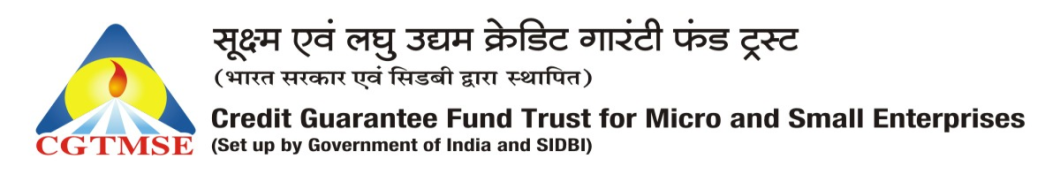 सूक्ष्म एवं लघु उद्यम क्रेडिट गारंटी फंड ट्रस्ट
(भारत सरकार एवं सिडबी द्वारा स्थापित)
Credit Guarantee Fund Trust for Micro and Small Enterprises
CGTMSE (Set up by Government of India and SIDBI)